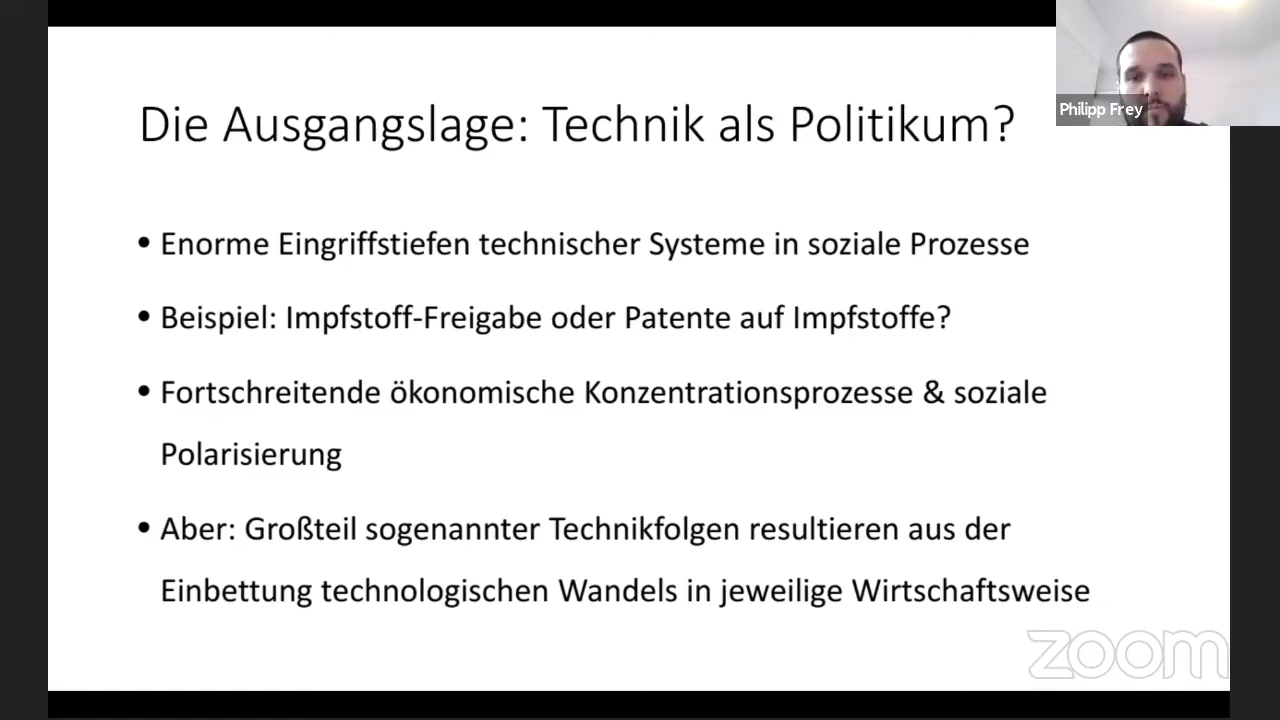 Die Ausgangslage: Technik als Politikum?
Philipp Frey
• Enorme Eingriffstiefen technischer Systeme in soziale Prozesse
• Beispiel: Impfstoff-Freigabe oder Patente auf Impfstoffe?
• Fortschreitende ökonomische Konzentrationsprozesse & soziale
Polarisierung
• Aber: Großteil sogenannter Technikfolgen resultieren aus der
Einbettung technologischen Wandels in jeweilige Wirtschaftsweise
zoom